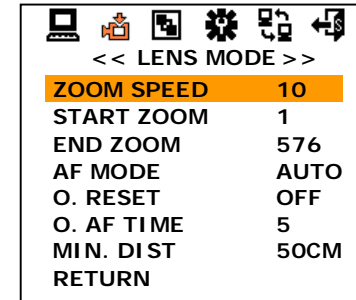 << LENS MODE >>
ZOOM SPEED 10
START ZOOM 1
END ZOOM 576
AF MODE AUTO
O. RESET OFF
O. AF TIME 5
MIN. DIST 50CM
RETURN